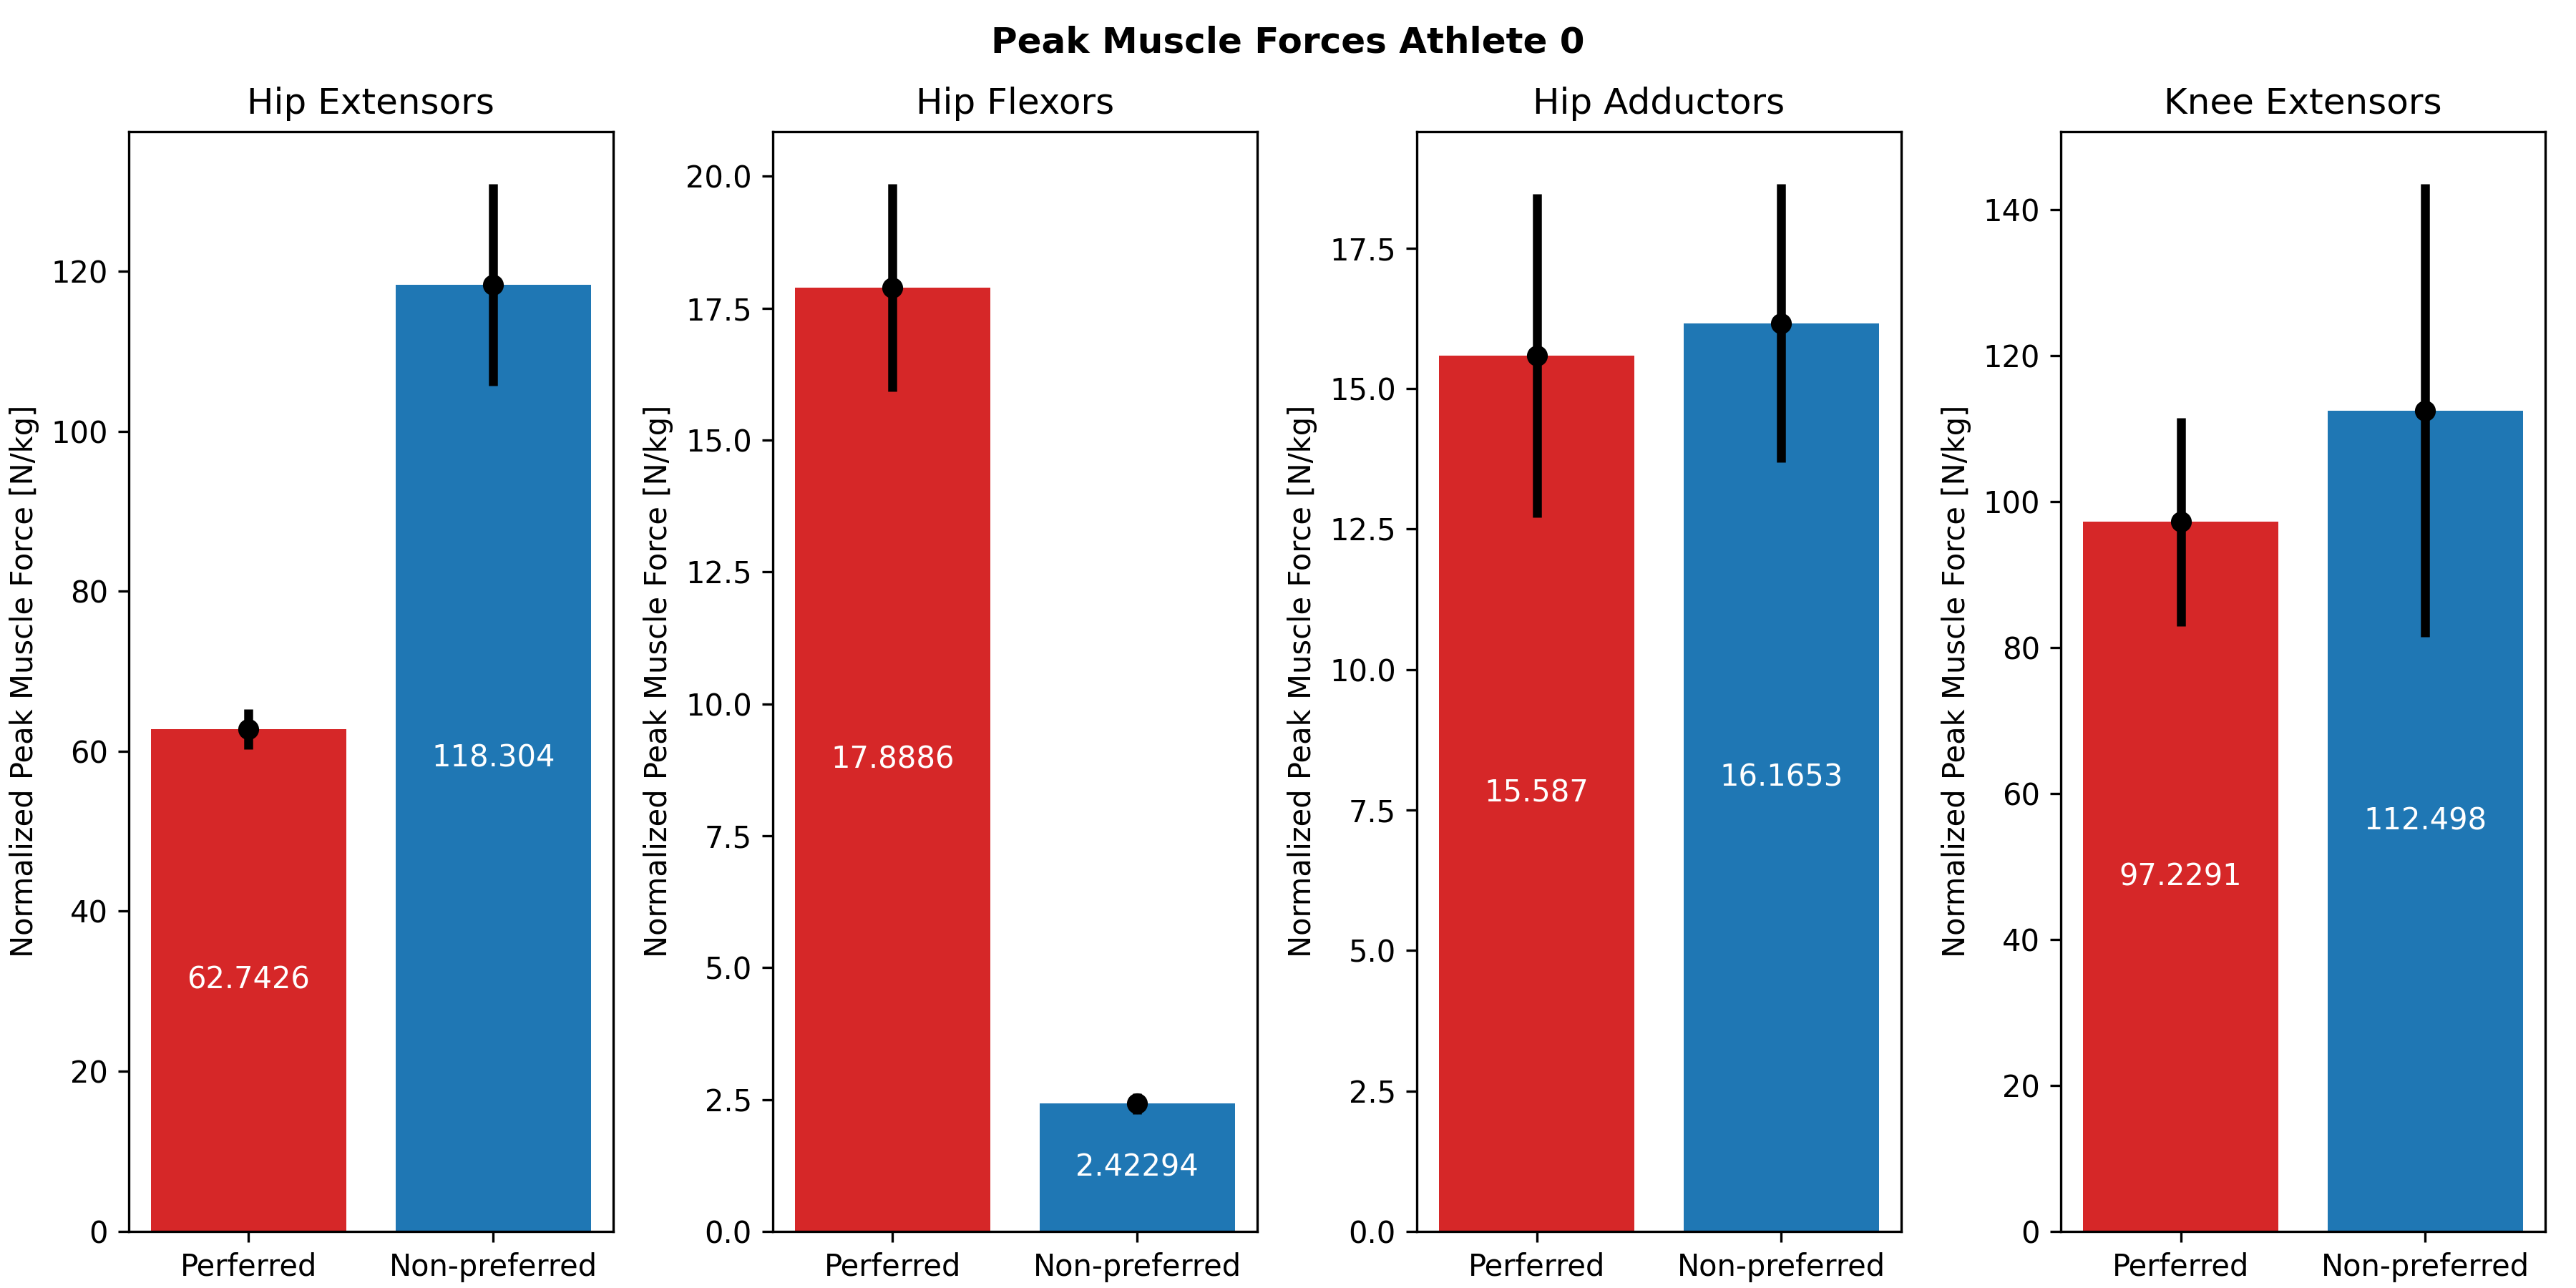 Peak Muscle Forces Athlete 0
Hip Extensors
Normalized Peak Muscle Force [N/kg]
120
100
80
60
40
20
0
62.7426
118.304
Perferred
Non-preferred
Hip Flexors
Normalized Peak Muscle Force [N/kg]
20.0
17.5
15.0
12.5
10.0
7.5
5.0
2.5
0.0
17.8886
2.42294
Perferred
Non-preferred
Hip Adductors
Normalized Peak Muscle Force [N/kg]
17.5
15.0
12.5
10.0
7.5
5.0
2.5
0.0
15.587
16.1653
Perferred
Non-preferred
Knee Extensors
Normalized Peak Muscle Force [N/kg]
140
120
100
80
60
40
20
0
97.2291
112.498
Perferred
Non-preferred